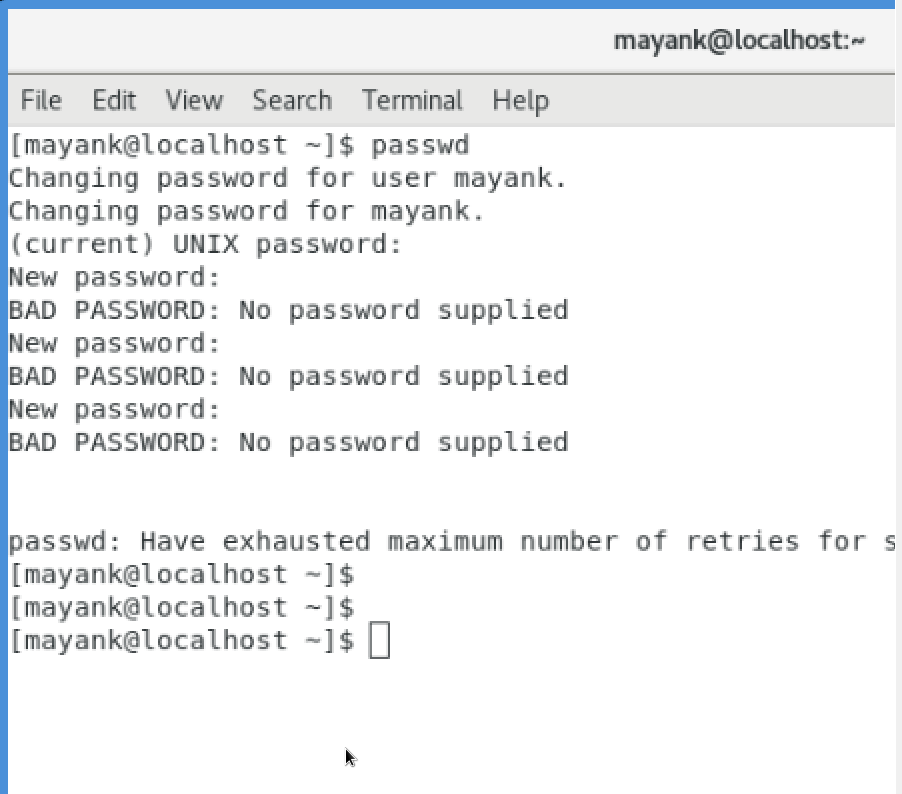 mayank@localhost:~
File Edit View Search Terminal Help
[mayank@localhost ~]$ passwd
Changing password for user mayank.
Changing password for mayank.
(current) UNIX password:
New password:
BAD PASSWORD: No password supplied
New password:
BAD PASSWORD: No password supplied
New password:
BAD PASSWORD: No password supplied
passwd: Have exhausted maximum number of retries for s
[mayank@localhost ~]$
[mayank@localhost ~]$
[mayank@localhost ~]$